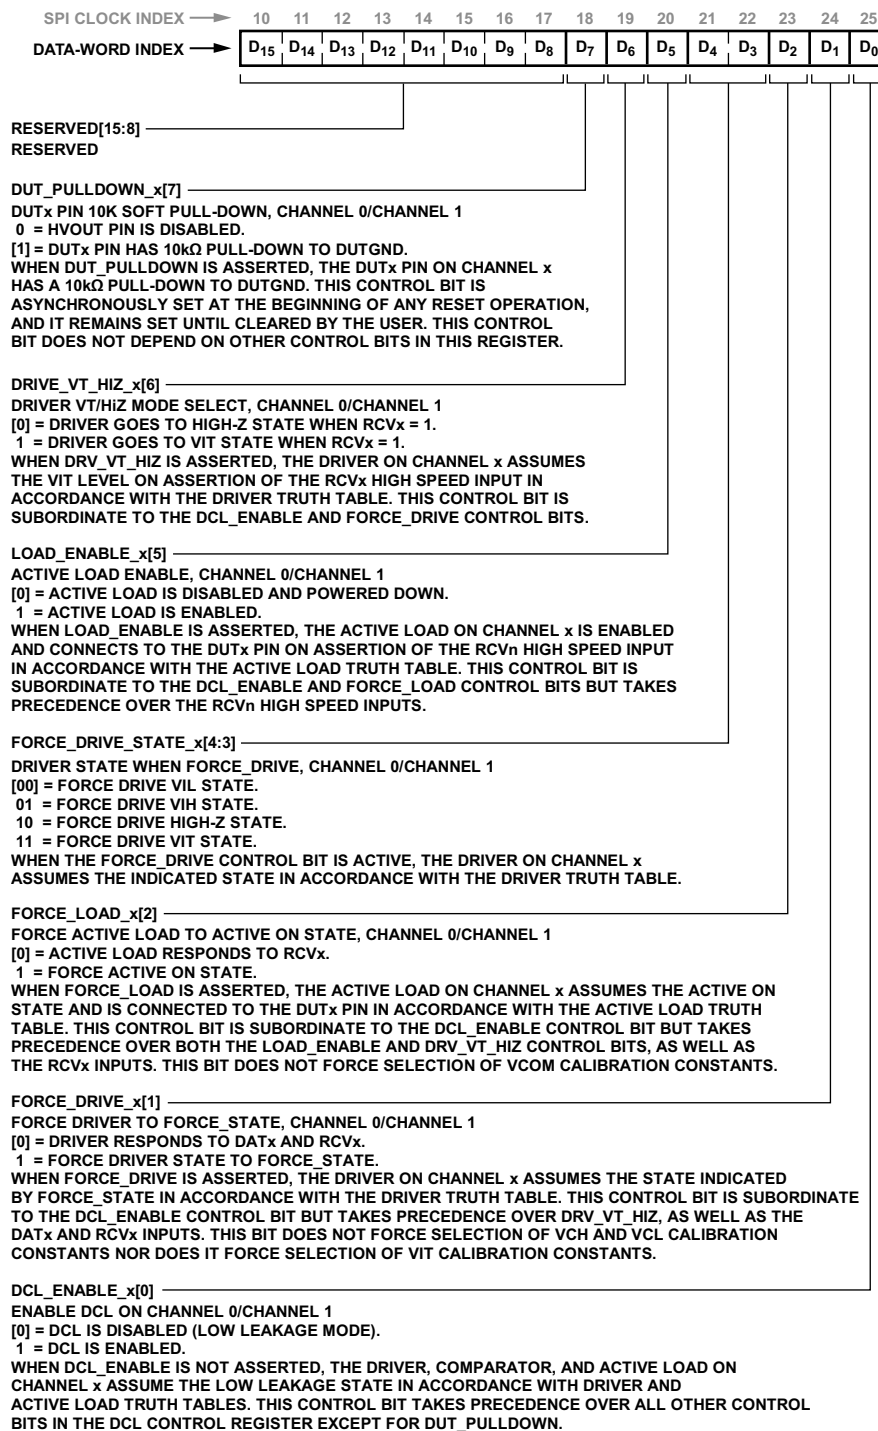 SPI CLOCK INDEX 10 11 12 13 14 15 16 17 18 19 20 21 22 23 24 25
DATA-WORD INDEX D15 D14 D13 D12 D11 D10 D9 D8 D7 D6 D5 D4 D3 D2 D1 D0
RESERVED[15:8]
RESERVED
DUT_PULLDOWN_x[7]
DUTx PIN 10K SOFT PULL-DOWN, CHANNEL 0/CHANNEL 1
0 = HVOUT PIN IS DISABLED.
[1] = DUTx PIN HAS 10kΩ PULL-DOWN TO DUTGND.
WHEN DUT_PULLDOWN IS ASSERTED, THE DUTx PIN ON CHANNEL x
HAS A 10kΩ PULL-DOWN TO DUTGND. THIS CONTROL BIT IS
ASYNCHRONOUSLY SET AT THE BEGINNING OF ANY RESET OPERATION,
AND IT REMAINS SET UNTIL CLEARED BY THE USER. THIS CONTROL
BIT DOES NOT DEPEND ON OTHER CONTROL BITS IN THIS REGISTER.
DRIVE_VT_HIZ_x[6]
DRIVER VT/HiZ MODE SELECT, CHANNEL 0/CHANNEL 1
[0] = DRIVER GOES TO HIGH-Z STATE WHEN RCVx = 1.
1 = DRIVER GOES TO VIT STATE WHEN RCVx = 1.
WHEN DRV_VT_HIZ IS ASSERTED, THE DRIVER ON CHANNEL x ASSUMES
THE VIT LEVEL ON ASSERTION OF THE RCVx HIGH SPEED INPUT IN
ACCORDANCE WITH THE DRIVER TRUTH TABLE. THIS CONTROL BIT IS
SUBORDINATE TO THE DCL_ENABLE AND FORCE_DRIVE CONTROL BITS.
LOAD_ENABLE_x[5]
ACTIVE LOAD ENABLE, CHANNEL 0/CHANNEL 1
[0] = ACTIVE LOAD IS DISABLED AND POWERED DOWN.
1 = ACTIVE LOAD IS ENABLED.
WHEN LOAD_ENABLE IS ASSERTED, THE ACTIVE LOAD ON CHANNEL x IS ENABLED
AND CONNECTS TO THE DUTx PIN ON ASSERTION OF THE RCVn HIGH SPEED INPUT
IN ACCORDANCE WITH THE ACTIVE LOAD TRUTH TABLE. THIS CONTROL BIT IS
SUBORDINATE TO THE DCL_ENABLE AND FORCE_LOAD CONTROL BITS BUT TAKES
PRECEDENCE OVER THE RCVn HIGH SPEED INPUTS.
FORCE_DRIVE_STATE_x[4:3]
DRIVER STATE WHEN FORCE_DRIVE, CHANNEL 0/CHANNEL 1
[00] = FORCE DRIVE VIL STATE.
01 = FORCE DRIVE VIH STATE.
10 = FORCE DRIVE HIGH-Z STATE.
11 = FORCE DRIVE VIT STATE.
WHEN THE FORCE_DRIVE CONTROL BIT IS ACTIVE, THE DRIVER ON CHANNEL x
ASSUMES THE INDICATED STATE IN ACCORDANCE WITH THE DRIVER TRUTH TABLE.
FORCE_LOAD_x[2]
FORCE ACTIVE LOAD TO ACTIVE ON STATE, CHANNEL 0/CHANNEL 1
[0] = ACTIVE LOAD RESPONDS TO RCVx.
1 = FORCE ACTIVE ON STATE.
WHEN FORCE_LOAD IS ASSERTED, THE ACTIVE LOAD ON CHANNEL x ASSUMES THE ACTIVE ON
STATE AND IS CONNECTED TO THE DUTx PIN IN ACCORDANCE WITH THE ACTIVE LOAD TRUTH
TABLE. THIS CONTROL BIT IS SUBORDINATE TO THE DCL_ENABLE CONTROL BIT BUT TAKES
PRECEDENCE OVER BOTH THE LOAD_ENABLE AND DRV_VT_HIZ CONTROL BITS, AS WELL AS
THE RCVx INPUTS. THIS BIT DOES NOT FORCE SELECTION OF VCOM CALIBRATION CONSTANTS.
FORCE_DRIVE_x[1]
FORCE DRIVER TO FORCE_STATE, CHANNEL 0/CHANNEL 1
[0] = DRIVER RESPONDS TO DATx AND RCVx.
1 = FORCE DRIVER STATE TO FORCE_STATE.
WHEN FORCE_DRIVE IS ASSERTED, THE DRIVER ON CHANNEL x ASSUMES THE STATE INDICATED
BY FORCE_STATE IN ACCORDANCE WITH THE DRIVER TRUTH TABLE. THIS CONTROL BIT IS SUBORDINATE
TO THE DCL_ENABLE CONTROL BIT BUT TAKES PRECEDENCE OVER DRV_VT_HIZ, AS WELL AS THE
DATx AND RCVx INPUTS. THIS BIT DOES NOT FORCE SELECTION OF VCH AND VCL CALIBRATION
CONSTANTS NOR DOES IT FORCE SELECTION OF VIT CALIBRATION CONSTANTS.
DCL_ENABLE_x[0]
ENABLE DCL ON CHANNEL 0/CHANNEL 1
[0] = DCL IS DISABLED (LOW LEAKAGE MODE).
1 = DCL IS ENABLED.
WHEN DCL_ENABLE IS NOT ASSERTED, THE DRIVER, COMPARATOR, AND ACTIVE LOAD ON
CHANNEL x ASSUME THE LOW LEAKAGE STATE IN ACCORDANCE WITH DRIVER AND
ACTIVE LOAD TRUTH TABLES. THIS CONTROL BIT TAKES PRECEDENCE OVER ALL OTHER CONTROL
BITS IN THE DCL CONTROL REGISTER EXCEPT FOR DUT_PULLDOWN.